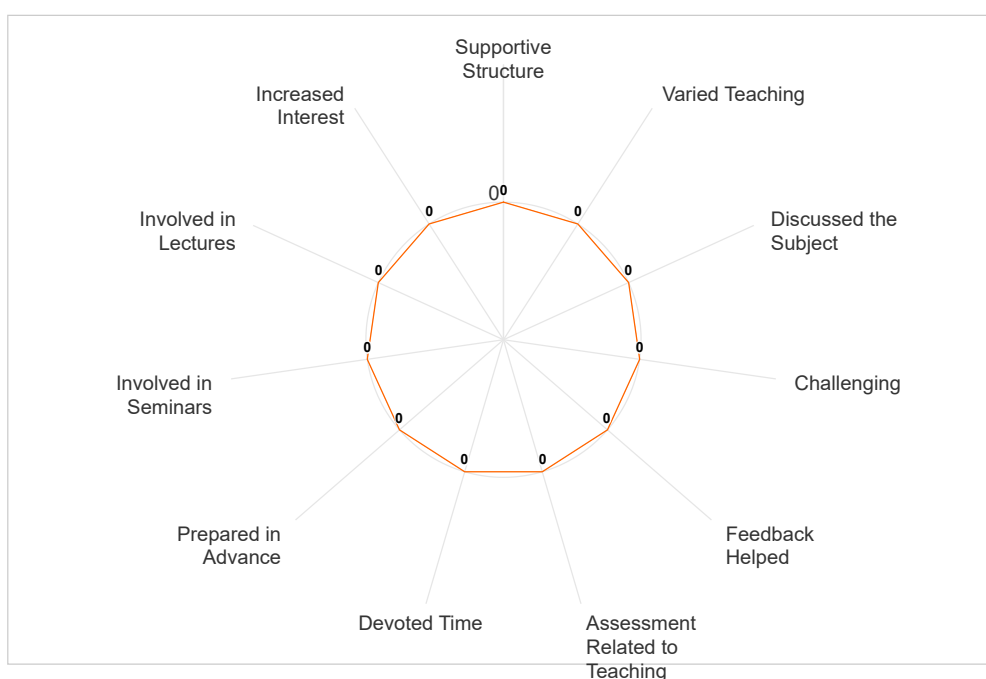 Supportive
Structure
Increased
Interest
Varied Teaching
0
0
0
0
Involved in
Lectures
Discussed the
Subject
0
0
0
0
Involved in
Seminars
Challenging
0
0
0
0
Prepared in
Advance
Feedback
Helped
Devoted Time
Assessment
Related to
Teaching